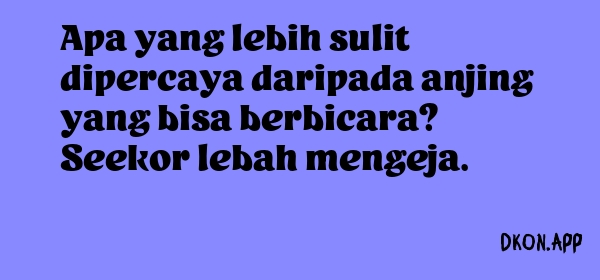 Apa yang lebih sulit
dipercaya daripada anjing
yang bisa berbicara?
Seekor lebah mengeja.
DKON.APP